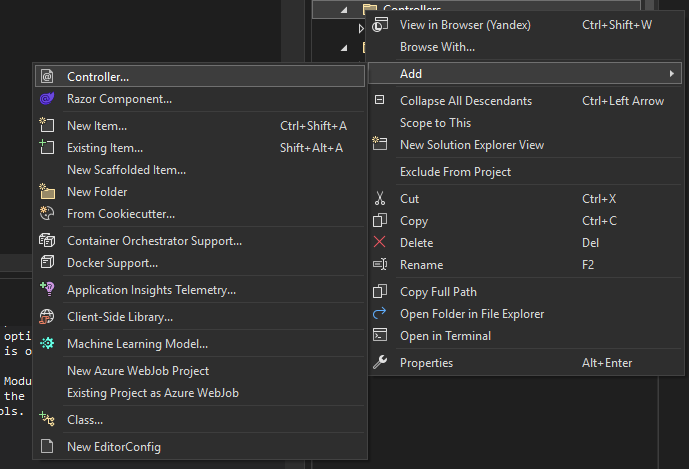 Controllers
View in Browser (Yandex) Ctrl+Shift+W
Browse With...
Add
Collapse All Descendants Ctrl+Left Arrow
Scope to This
New Solution Explorer View
Exclude From Project
Cut Ctrl+X
Copy Ctrl+C
Delete Del
Rename F2
Copy Full Path
Open Folder in File Explorer
Open in Terminal
Properties Alt+Enter
Controller...
Razor Component...
New Item... Ctrl+Shift+A
Existing Item... Shift+Alt+A
New Scaffolded Item...
New Folder
From Cookiecutter...
Container Orchestrator Support...
Docker Support...
Application Insights Telemetry...
Client-Side Library...
Machine Learning Model...
New Azure WebJob Project
Existing Project as Azure WebJob
Class...
New EditorConfig
opti
is o
Modu
the
ols.